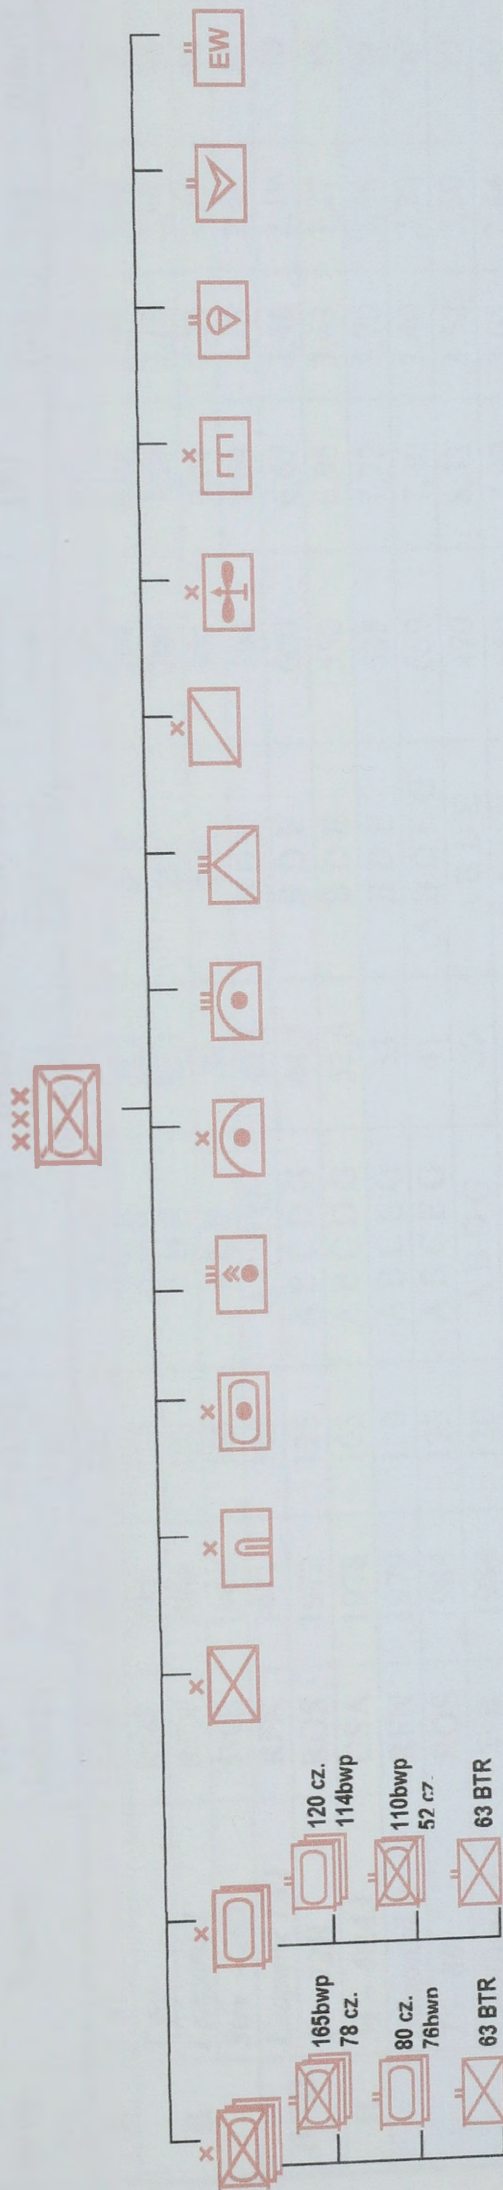 XXX
EW
165bwp
78 cz.
80 cz.
76bwp
63 BTR
120 cz.
114bwp
110bwp
52 cz.
63 BTR